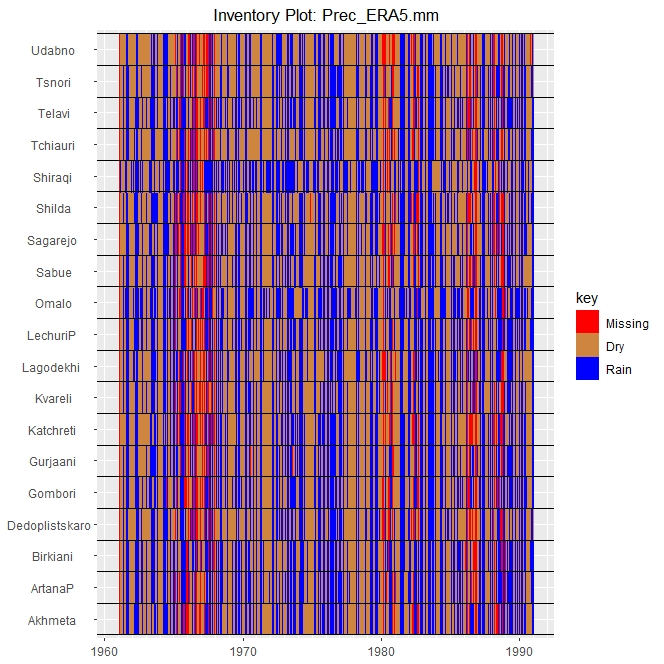 Inventory Plot: Prec_ERA5.mm
Udabno
Tsnori
Telavi
Tchiauri
Shiraqi
Shilda
Sagarejo
Sabue
Omalo
LechuriP
Lagodekhi
Kvareli
Katchreti
Gurjaani
Gombori
Dedoplistskaro
Birkiani
ArtanaP
Akhmeta
1960 1970 1980 1990
key
Missing
Dry
Rain